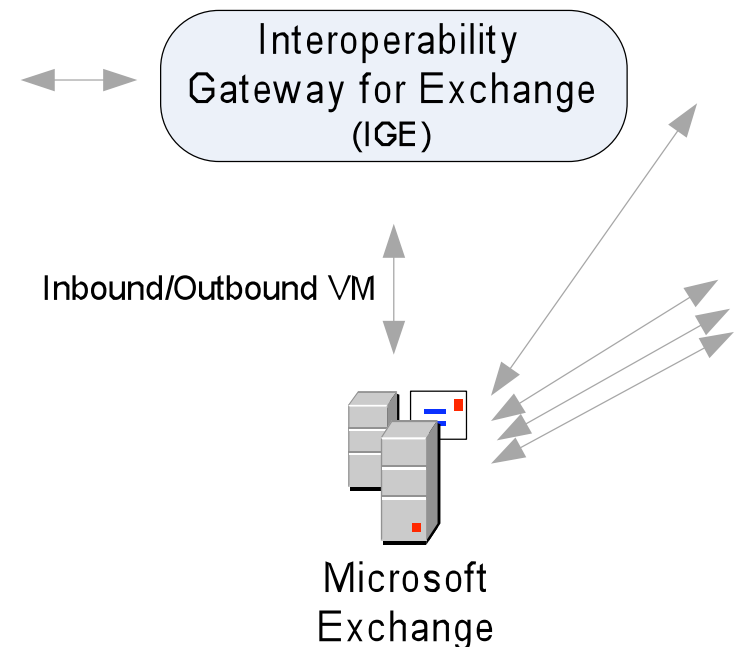 Interoperability
Gateway for Exchange
(IGE)
Inbound/Outbound VM
Microsoft
Exchange